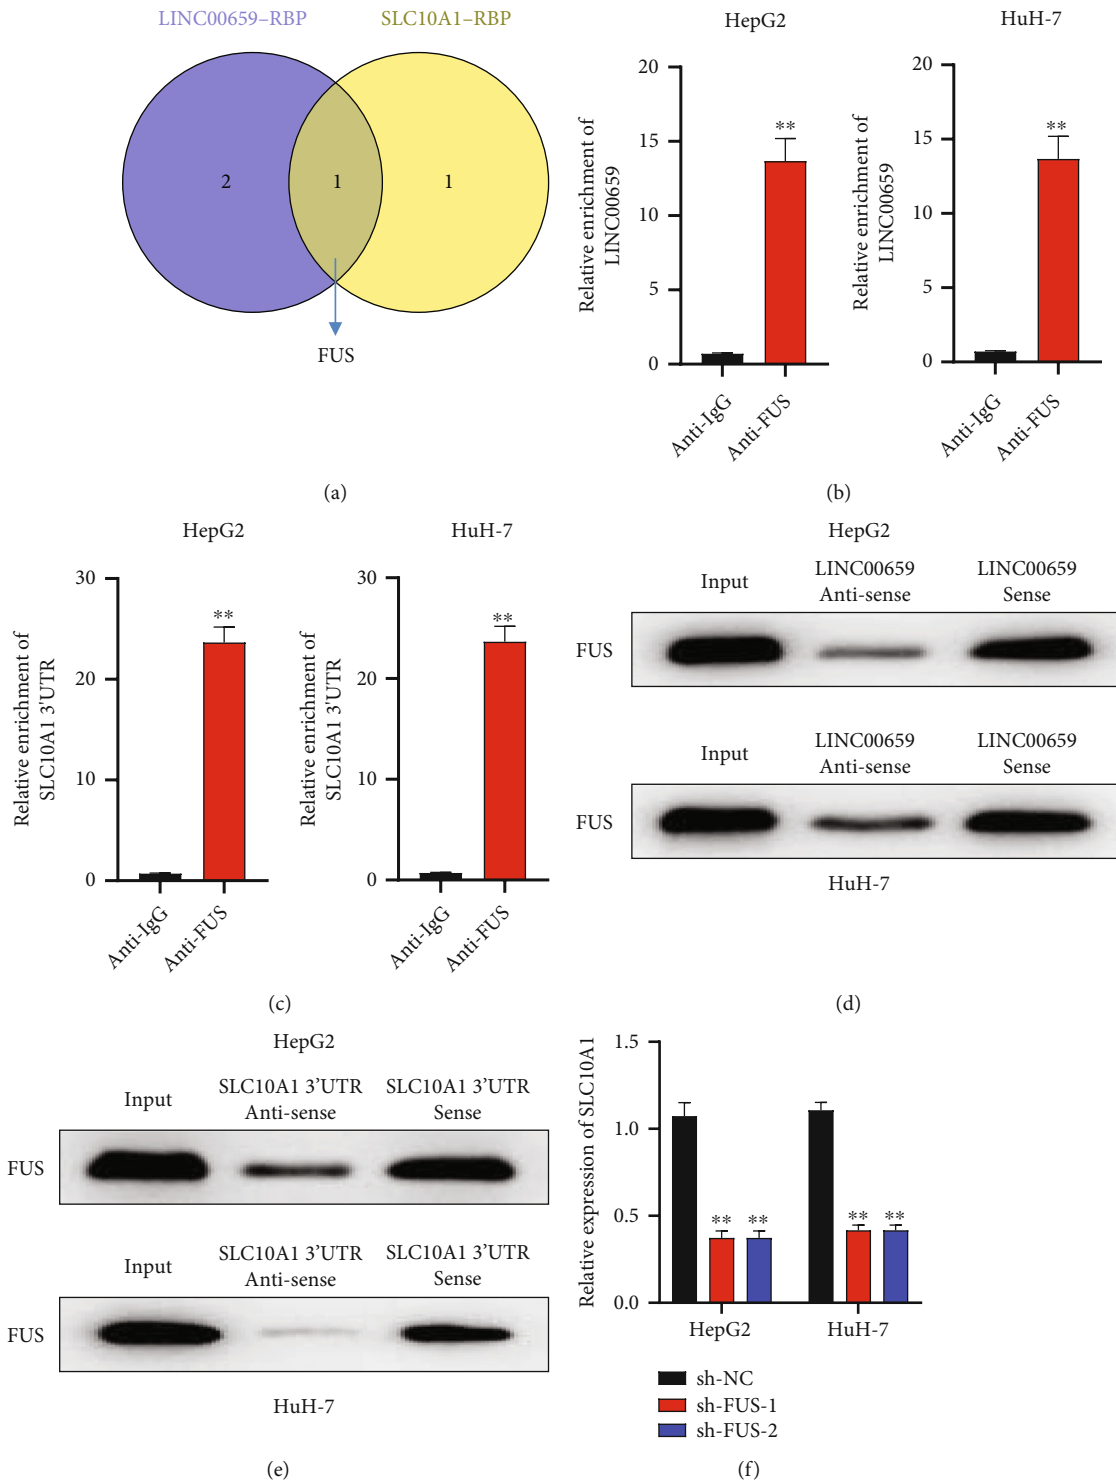 LINC00659–RBP
SLC10A1–RBP
2
1
1
FUS
(a)
HepG2
Relative enrichment of
LINC00659
20
15
10
5
0
**
Anti-IgG
Anti-FUS
HuH-7
Relative enrichment of
LINC00659
20
15
10
5
0
**
Anti-IgG
Anti-FUS
(b)
HepG2
Relative enrichment of
SLC10A1 3'UTR
30
20
10
0
**
Anti-IgG
Anti-FUS
HuH-7
Relative enrichment of
SLC10A1 3'UTR
30
20
10
0
**
Anti-IgG
Anti-FUS
(c)
HepG2
Input
LINC00659
Anti-sense
LINC00659
Sense
FUS
Input
LINC00659
Anti-sense
LINC00659
Sense
FUS
HuH-7
(d)
HepG2
Input
SLC10A1 3'UTR
Anti-sense
SLC10A1 3'UTR
Sense
FUS
Input
SLC10A1 3'UTR
Anti-sense
SLC10A1 3'UTR
Sense
FUS
HuH-7
(e)
Relative expression of SLC10A1
1.5
1.0
0.5
0.0
** **
** **
HepG2
HuH-7
sh-NC
sh-FUS-1
sh-FUS-2
(f)